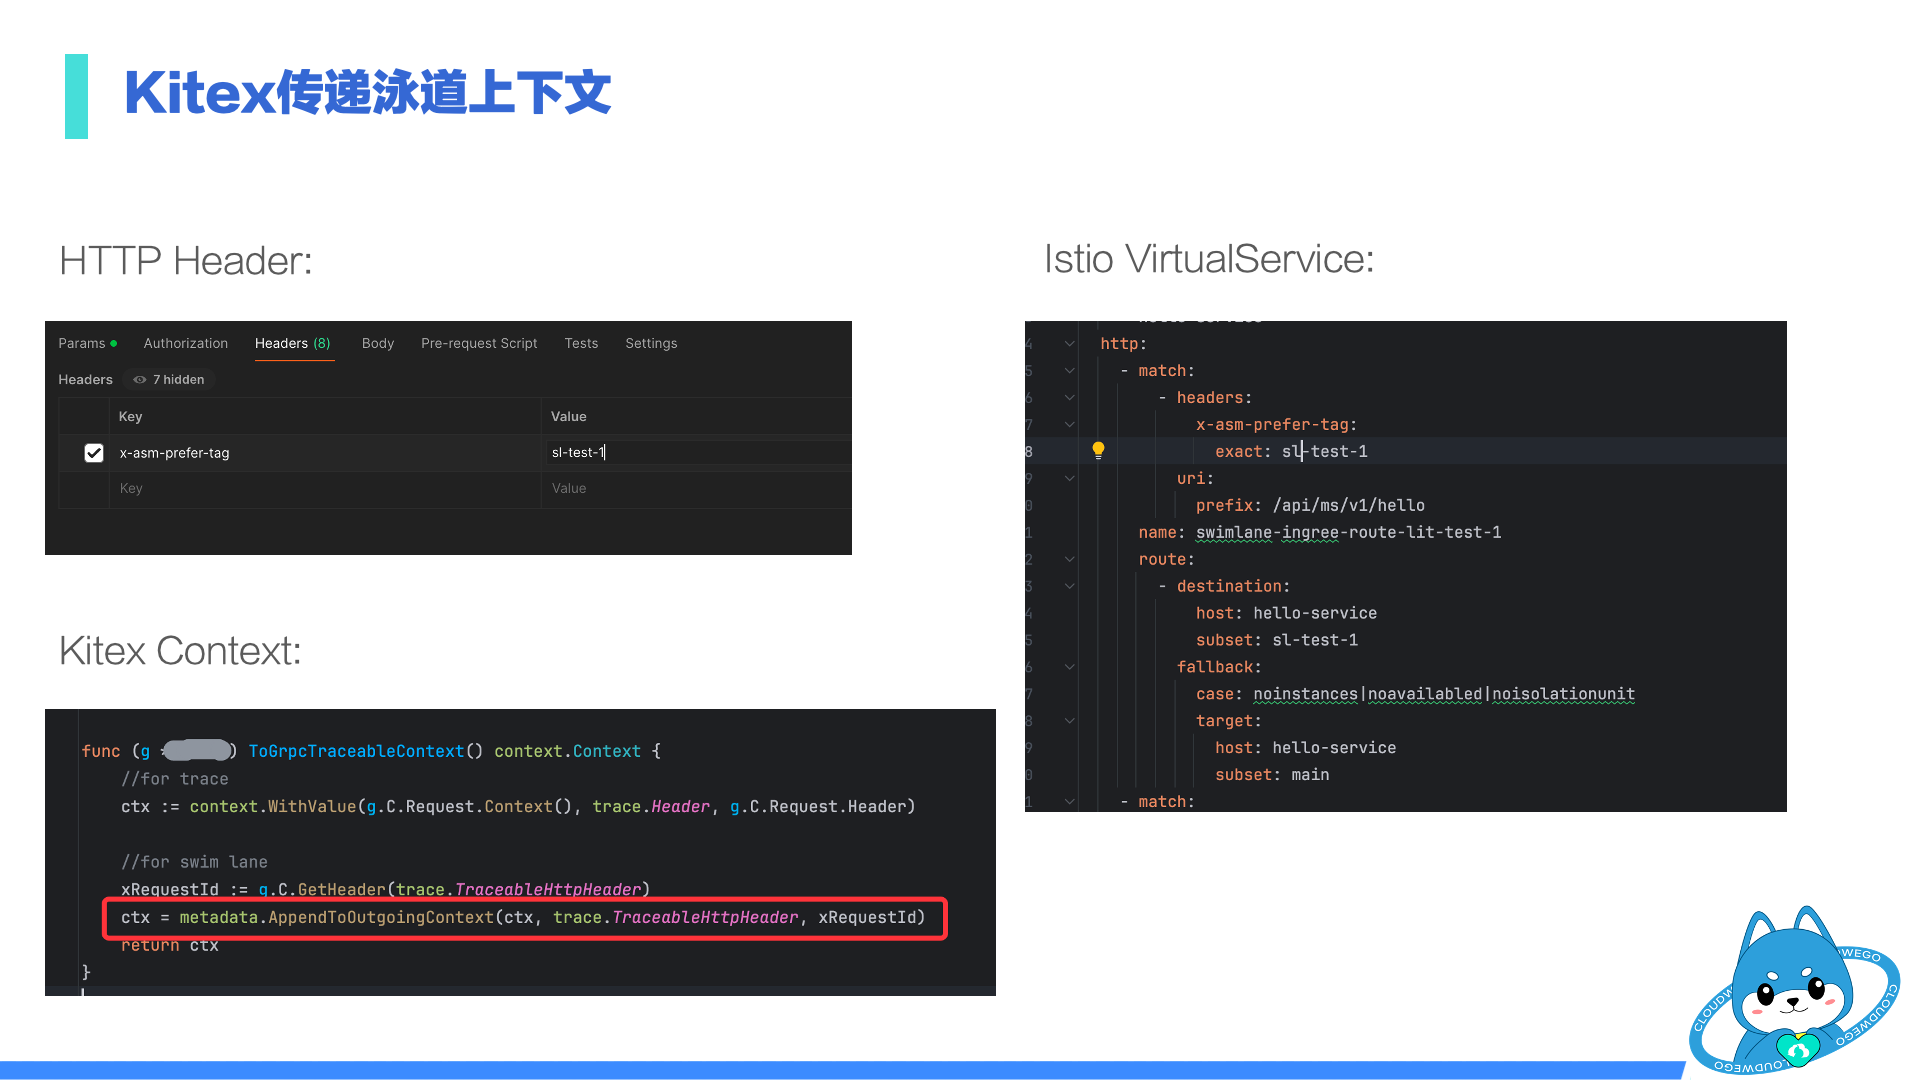 Kitex传递泳道上下文
HTTP Header:
Params
Authorization
Headers (8)
Body
Pre-request Script
Tests
Settings
Headers
7 hidden
Key
Value
x-asm-prefer-tag
sl-test-1
Key
Value
Kitex Context:
func (g ) ToGrpcTraceableContext() context.Context {
//for trace
ctx := context.WithValue(g.C.Request.Context(), trace.Header, g.C.Request.Header)
//for swim lane
xRequestId := g.C.GetHeader(trace.TraceableHttpHeader)
ctx = metadata.AppendToOutgoingContext(ctx, trace.TraceableHttpHeader, xRequestId)
return ctx
}
Istio VirtualService:
4 http:
5 - match:
6 - headers:
7 x-asm-prefer-tag:
8 exact: sl-test-1
9 uri:
0 prefix: /api/ms/v1/hello
1 name: swimlane-ingree-route-lit-test-1
2 route:
3 - destination:
4 host: hello-service
5 subset: sl-test-1
6 fallback:
7 case: noinstances|noavailabled|noisolationunit
8 target:
9 host: hello-service
0 subset: main
1 - match:
CLOUDWEGO
CLOUDWEGO